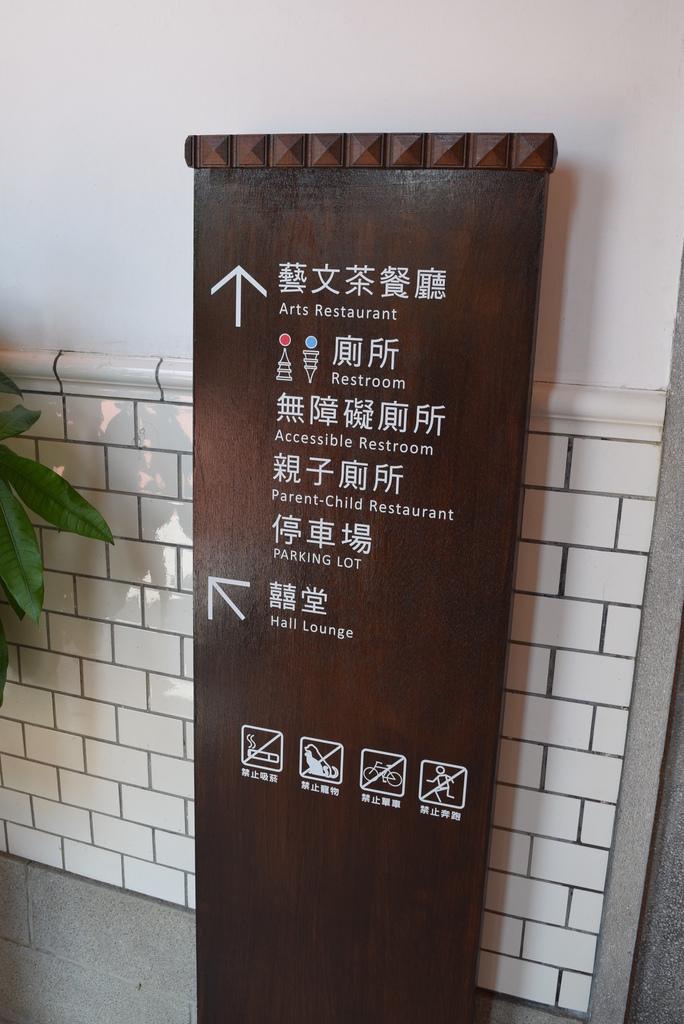 藝文茶餐廳
Arts Restaurant
廁所
Restroom
無障礙廁所
Accessible Restroom
親子廁所
Parent-Child Restaurant
停車場
PARKING LOT
囍堂
Hall Lounge
禁止吸菸 禁止寵物 禁止單車 禁止奔跑